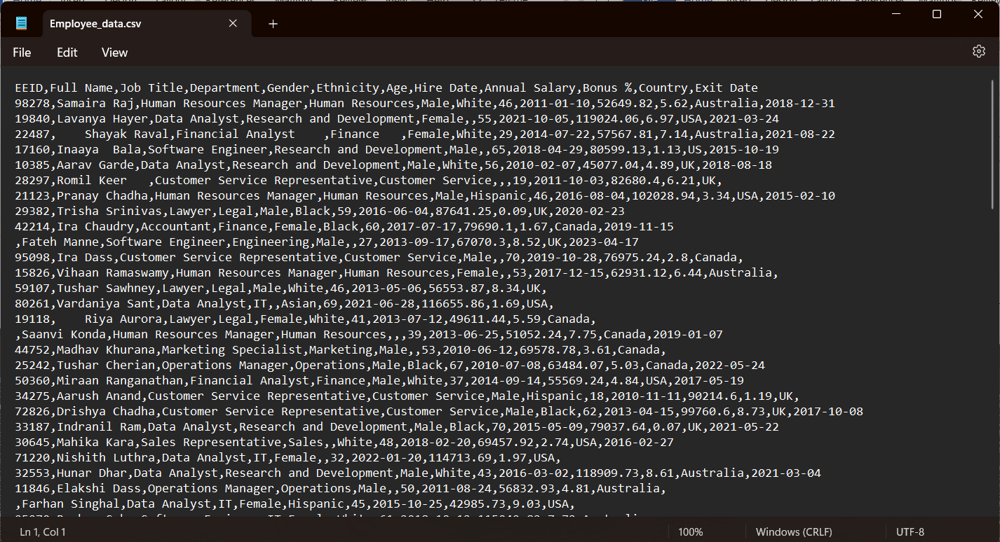 Employee_data.csv
File Edit View
EEID,Full Name,Job Title,Department,Gender,Ethnicity,Age,Hire Date,Annual Salary,Bonus %,Country,Exit Date
98278,Samaira Raj,Human Resources Manager,Human Resources,Male,White,46,2011-01-10,52649.82,5.62,Australia,2018-12-31
19840,Lavanya Hayer,Data Analyst,Research and Development,Female,,55,2021-10-05,119024.06,6.97,USA,2021-03-24
22487,    Shayak Raval,Financial Analyst    ,Finance   ,Female,White,29,2014-07-22,57567.81,7.14,Australia,2021-08-22
17160,Inaaya  Bala,Software Engineer,Research and Development,Male,,65,2018-04-29,80599.13,1.13,US,2015-10-19
10385,Aarav Garde,Data Analyst,Research and Development,Male,White,56,2010-02-07,45077.04,4.89,UK,2018-08-18
28297,Romil Keer   ,Customer Service Representative,Customer Service,,,19,2011-10-03,82680.4,6.21,UK,
21123,Pranay Chadha,Human Resources Manager,Human Resources,Male,Hispanic,46,2016-08-04,102028.94,3.34,USA,2015-02-10
29382,Trisha Srinivas,Lawyer,Legal,Male,Black,59,2016-06-04,87641.25,0.09,UK,2020-02-23
42214,Ira Chaudry,Accountant,Finance,Female,Black,60,2017-07-17,79690.1,1.67,Canada,2019-11-15
,Fateh Manne,Software Engineer,Engineering,Male,,27,2013-09-17,67070.3,8.52,UK,2023-04-17
95098,Ira Dass,Customer Service Representative,Customer Service,Male,,70,2019-10-28,76975.24,2.8,Canada,
15826,Vihaan Ramaswamy,Human Resources Manager,Human Resources,Female,,53,2017-12-15,62931.12,6.44,Australia,
59107,Tushar Sawhney,Lawyer,Legal,Male,White,46,2013-05-06,56553.87,8.34,UK,
80261,Vardaniya Sant,Data Analyst,IT,,Asian,69,2021-06-28,116655.86,1.69,USA,
19118,    Riya Aurora,Lawyer,Legal,Female,White,41,2013-07-12,49611.44,5.59,Canada,
,Saanvi Konda,Human Resources Manager,Human Resources,,,39,2013-06-25,51052.24,7.75,Canada,2019-01-07
44752,Madhav Khurana,Marketing Specialist,Marketing,Male,,53,2010-06-12,69578.78,3.61,Canada,
25242,Tushar Cherian,Operations Manager,Operations,Male,Black,67,2010-07-08,63484.07,5.03,Canada,2022-05-24
50360,Miraan Ranganathan,Financial Analyst,Finance,Male,White,37,2014-09-14,55569.24,4.84,USA,2017-05-19
34275,Aarush Anand,Customer Service Representative,Customer Service,Male,Hispanic,18,2010-11-11,90214.6,1.19,UK,
72826,Drishya Chadha,Customer Service Representative,Customer Service,Male,Black,62,2013-04-15,99760.6,8.73,UK,2017-10-08
33187,Indranil Ram,Data Analyst,Research and Development,Male,Black,70,2015-05-09,79037.64,0.07,UK,2021-05-22
30645,Mahika Kara,Sales Representative,Sales,,White,48,2018-02-20,69457.92,2.74,USA,2016-02-27
71220,Nishith Luthra,Data Analyst,IT,Female,,32,2022-01-20,114713.69,1.97,USA,
32553,Hunar Dhar,Data Analyst,Research and Development,Male,White,43,2016-03-02,118909.73,8.61,Australia,2021-03-04
11846,Elakshi Dass,Operations Manager,Operations,Male,,50,2011-08-24,56832.93,4.81,Australia,
,Farhan Singhal,Data Analyst,IT,Female,Hispanic,45,2015-10-25,42985.73,9.03,USA,
Ln 1, Col 1 100% Windows (CRLF) UTF-8